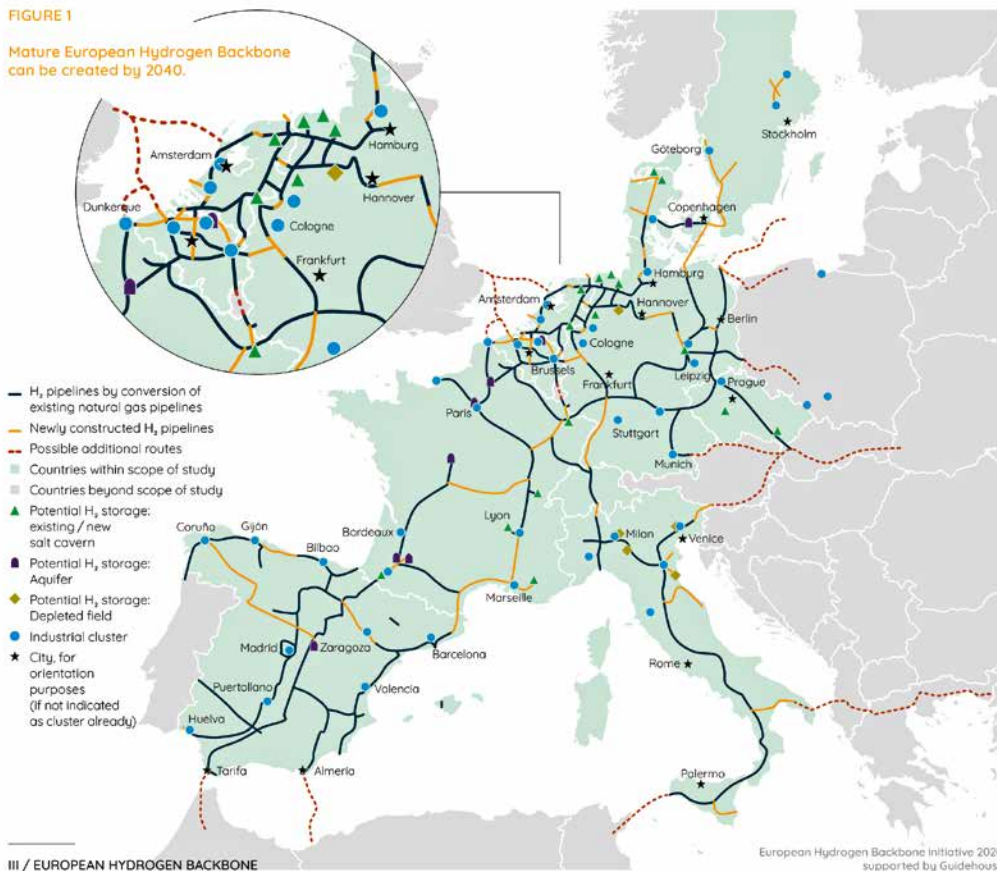 FIGURE 1
Mature European Hydrogen Backbone
can be created by 2040.
Amsterdam
Hamburg
Hannover
Dunkerque
Cologne
Frankfurt
H₂ pipelines by conversion of
existing natural gas pipelines
Newly constructed H₂ pipelines
Possible additional routes
Countries within scope of study
Countries beyond scope of study
Potential H₂ storage:
existing / new
salt cavern
Potential H₂ storage:
Aquifer
Potential H₂ storage:
Depleted field
Industrial cluster
City, for
orientation
purposes
(if not indicated
as cluster already)
Stockholm
Göteborg
Copenhagen
Hamburg
Amsterdam
Hannover
Berlin
Cologne
Brussels
Leipzig
Frankfurt
Prague
Paris
Stuttgart
Munich
Lyon
Bordeaux
Milan
Venice
Coruña
Gijón
Bilbao
Marseille
Madrid
Zaragoza
Barcelona
Rome
Puertollano
Valencia
Huelva
Tarifa
Almería
Palermo
III / EUROPEAN HYDROGEN BACKBONE
European Hydrogen Backbone Initiative 202
supported by Guidehous